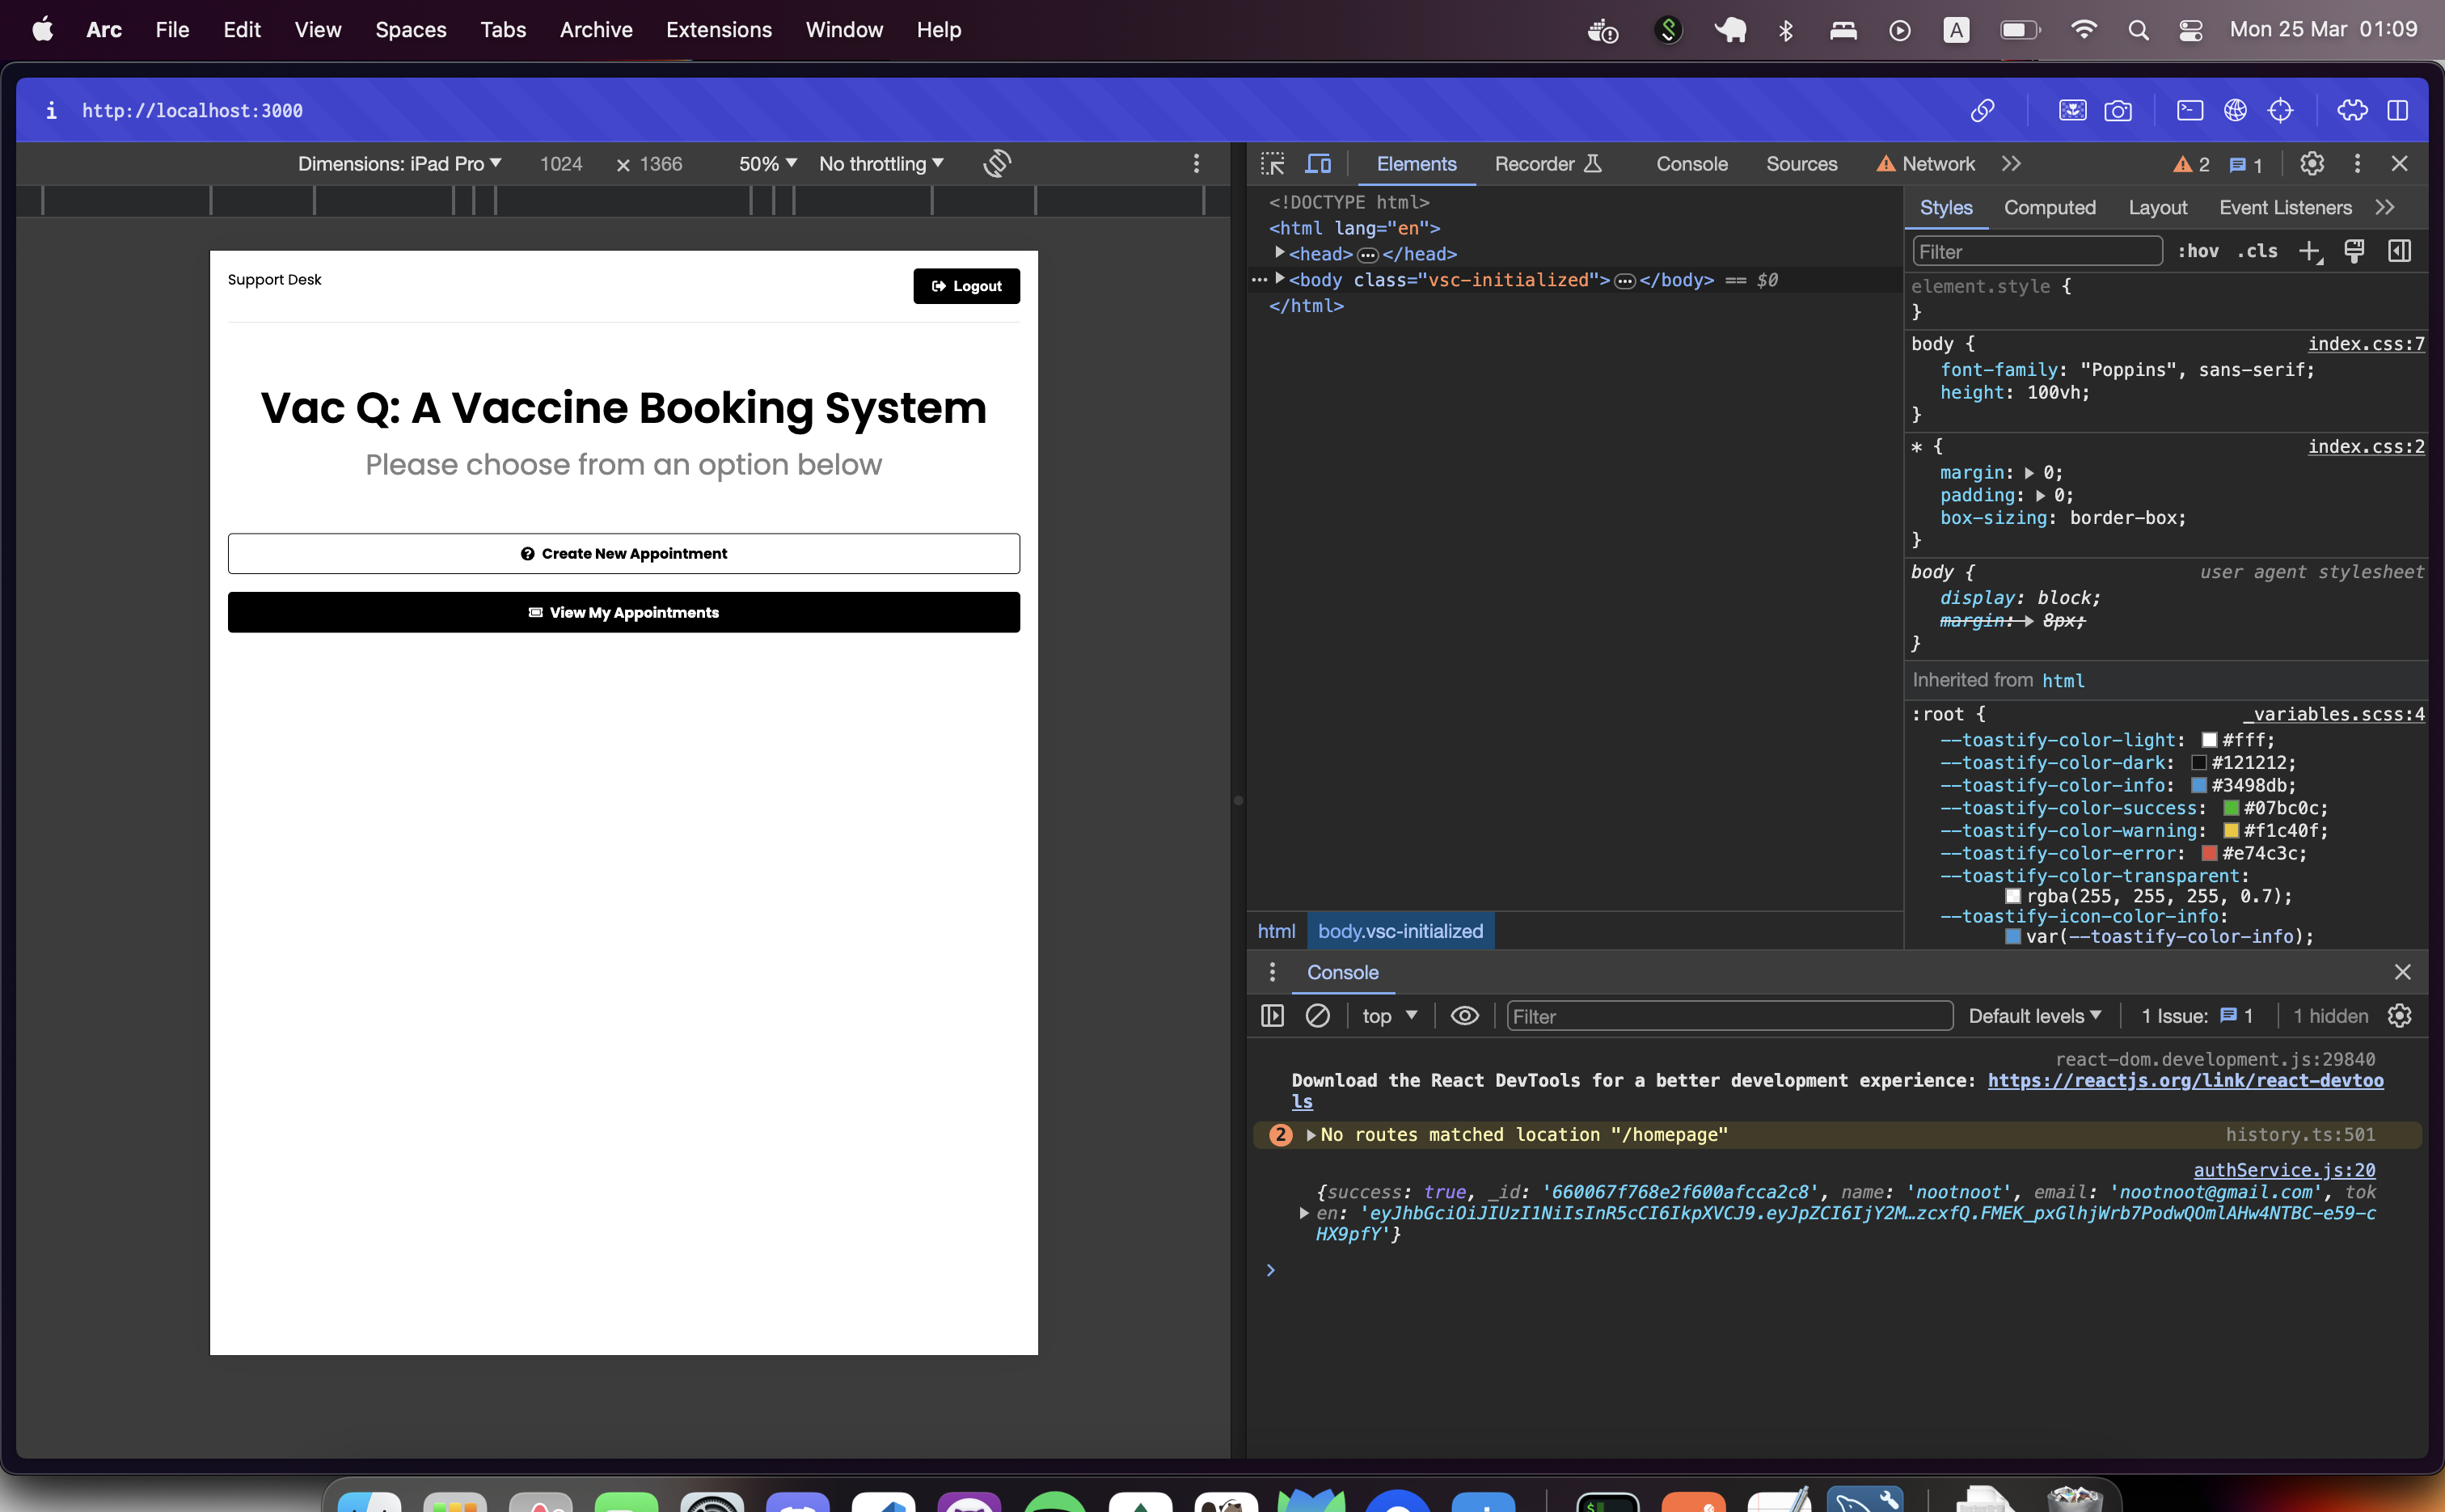 Arc File Edit View Spaces Tabs Archive Extensions Window Help A Mon 25 Mar 01:09
i http://localhost:3000
Dimensions: iPad Pro 1024 × 1366 50% No throttling
Support Desk
Logout
Vac Q: A Vaccine Booking System
Please choose from an option below
Create New Appointment
View My Appointments
Elements Recorder Console Sources Network 2 1
<!DOCTYPE html>
<html lang="en">
<head>…</head>
<body class="vsc-initialized">…</body> == $0
</html>
html body.vsc-initialized
Styles Computed Layout Event Listeners
Filter :hov .cls
element.style {
}
body { index.css:7
font-family: "Poppins", sans-serif;
height: 100vh;
}
* { index.css:2
margin: 0;
padding: 0;
box-sizing: border-box;
}
body { user agent stylesheet
display: block;
margin: 8px;
}
Inherited from html
:root { _variables.scss:4
--toastify-color-light: #fff;
--toastify-color-dark: #121212;
--toastify-color-info: #3498db;
--toastify-color-success: #07bc0c;
--toastify-color-warning: #f1c40f;
--toastify-color-error: #e74c3c;
--toastify-color-transparent:
rgba(255, 255, 255, 0.7);
--toastify-icon-color-info:
var(--toastify-color-info);
Console
top Filter Default levels 1 Issue: 1 1 hidden
react-dom.development.js:29840
Download the React DevTools for a better development experience: https://reactjs.org/link/react-devtoo
ls
2 No routes matched location "/homepage" history.ts:501
authService.js:20
{success: true, _id: '660067f768e2f600afcca2c8', name: 'nootnoot', email: 'nootnoot@gmail.com', tok
en: 'eyJhbGciOiJIUzI1NiIsInR5cCI6IkpXVCJ9.eyJpZCI6IjY2M…zcxfQ.FMEK_pxGlhjWrb7PodwQOmlAHw4NTBC-e59-c
HX9pfY'}